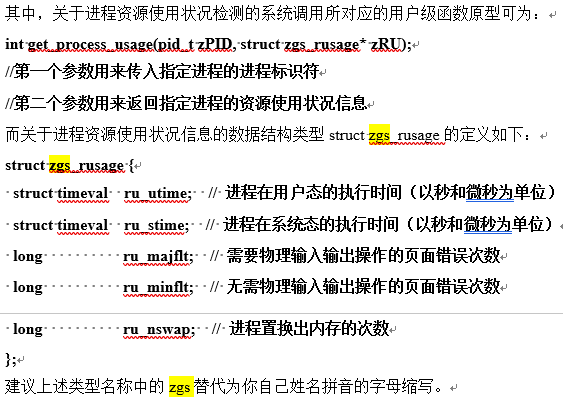 其中，关于进程资源使用状况检测的系统调用所对应的用户级函数原型可为：
int get_process_usage(pid_t zPID, struct zgs_rusage* zRU);
//第一个参数用来传入指定进程的进程标识符
//第二个参数用来返回指定进程的资源使用状况信息
而关于进程资源使用状况信息的数据结构类型 struct zgs_rusage 的定义如下：
struct zgs_rusage {
struct timeval ru_utime; // 进程在用户态的执行时间（以秒和微秒为单位）
struct timeval ru_stime; // 进程在系统态的执行时间（以秒和微秒为单位）
long ru_majflt; // 需要物理输入输出操作的页面错误次数
long ru_minflt; // 无需物理输入输出操作的页面错误次数
long ru_nswap; // 进程置换出内存的次数
};
建议上述类型名称中的 zgs 替代为你自己姓名拼音的字母缩写。